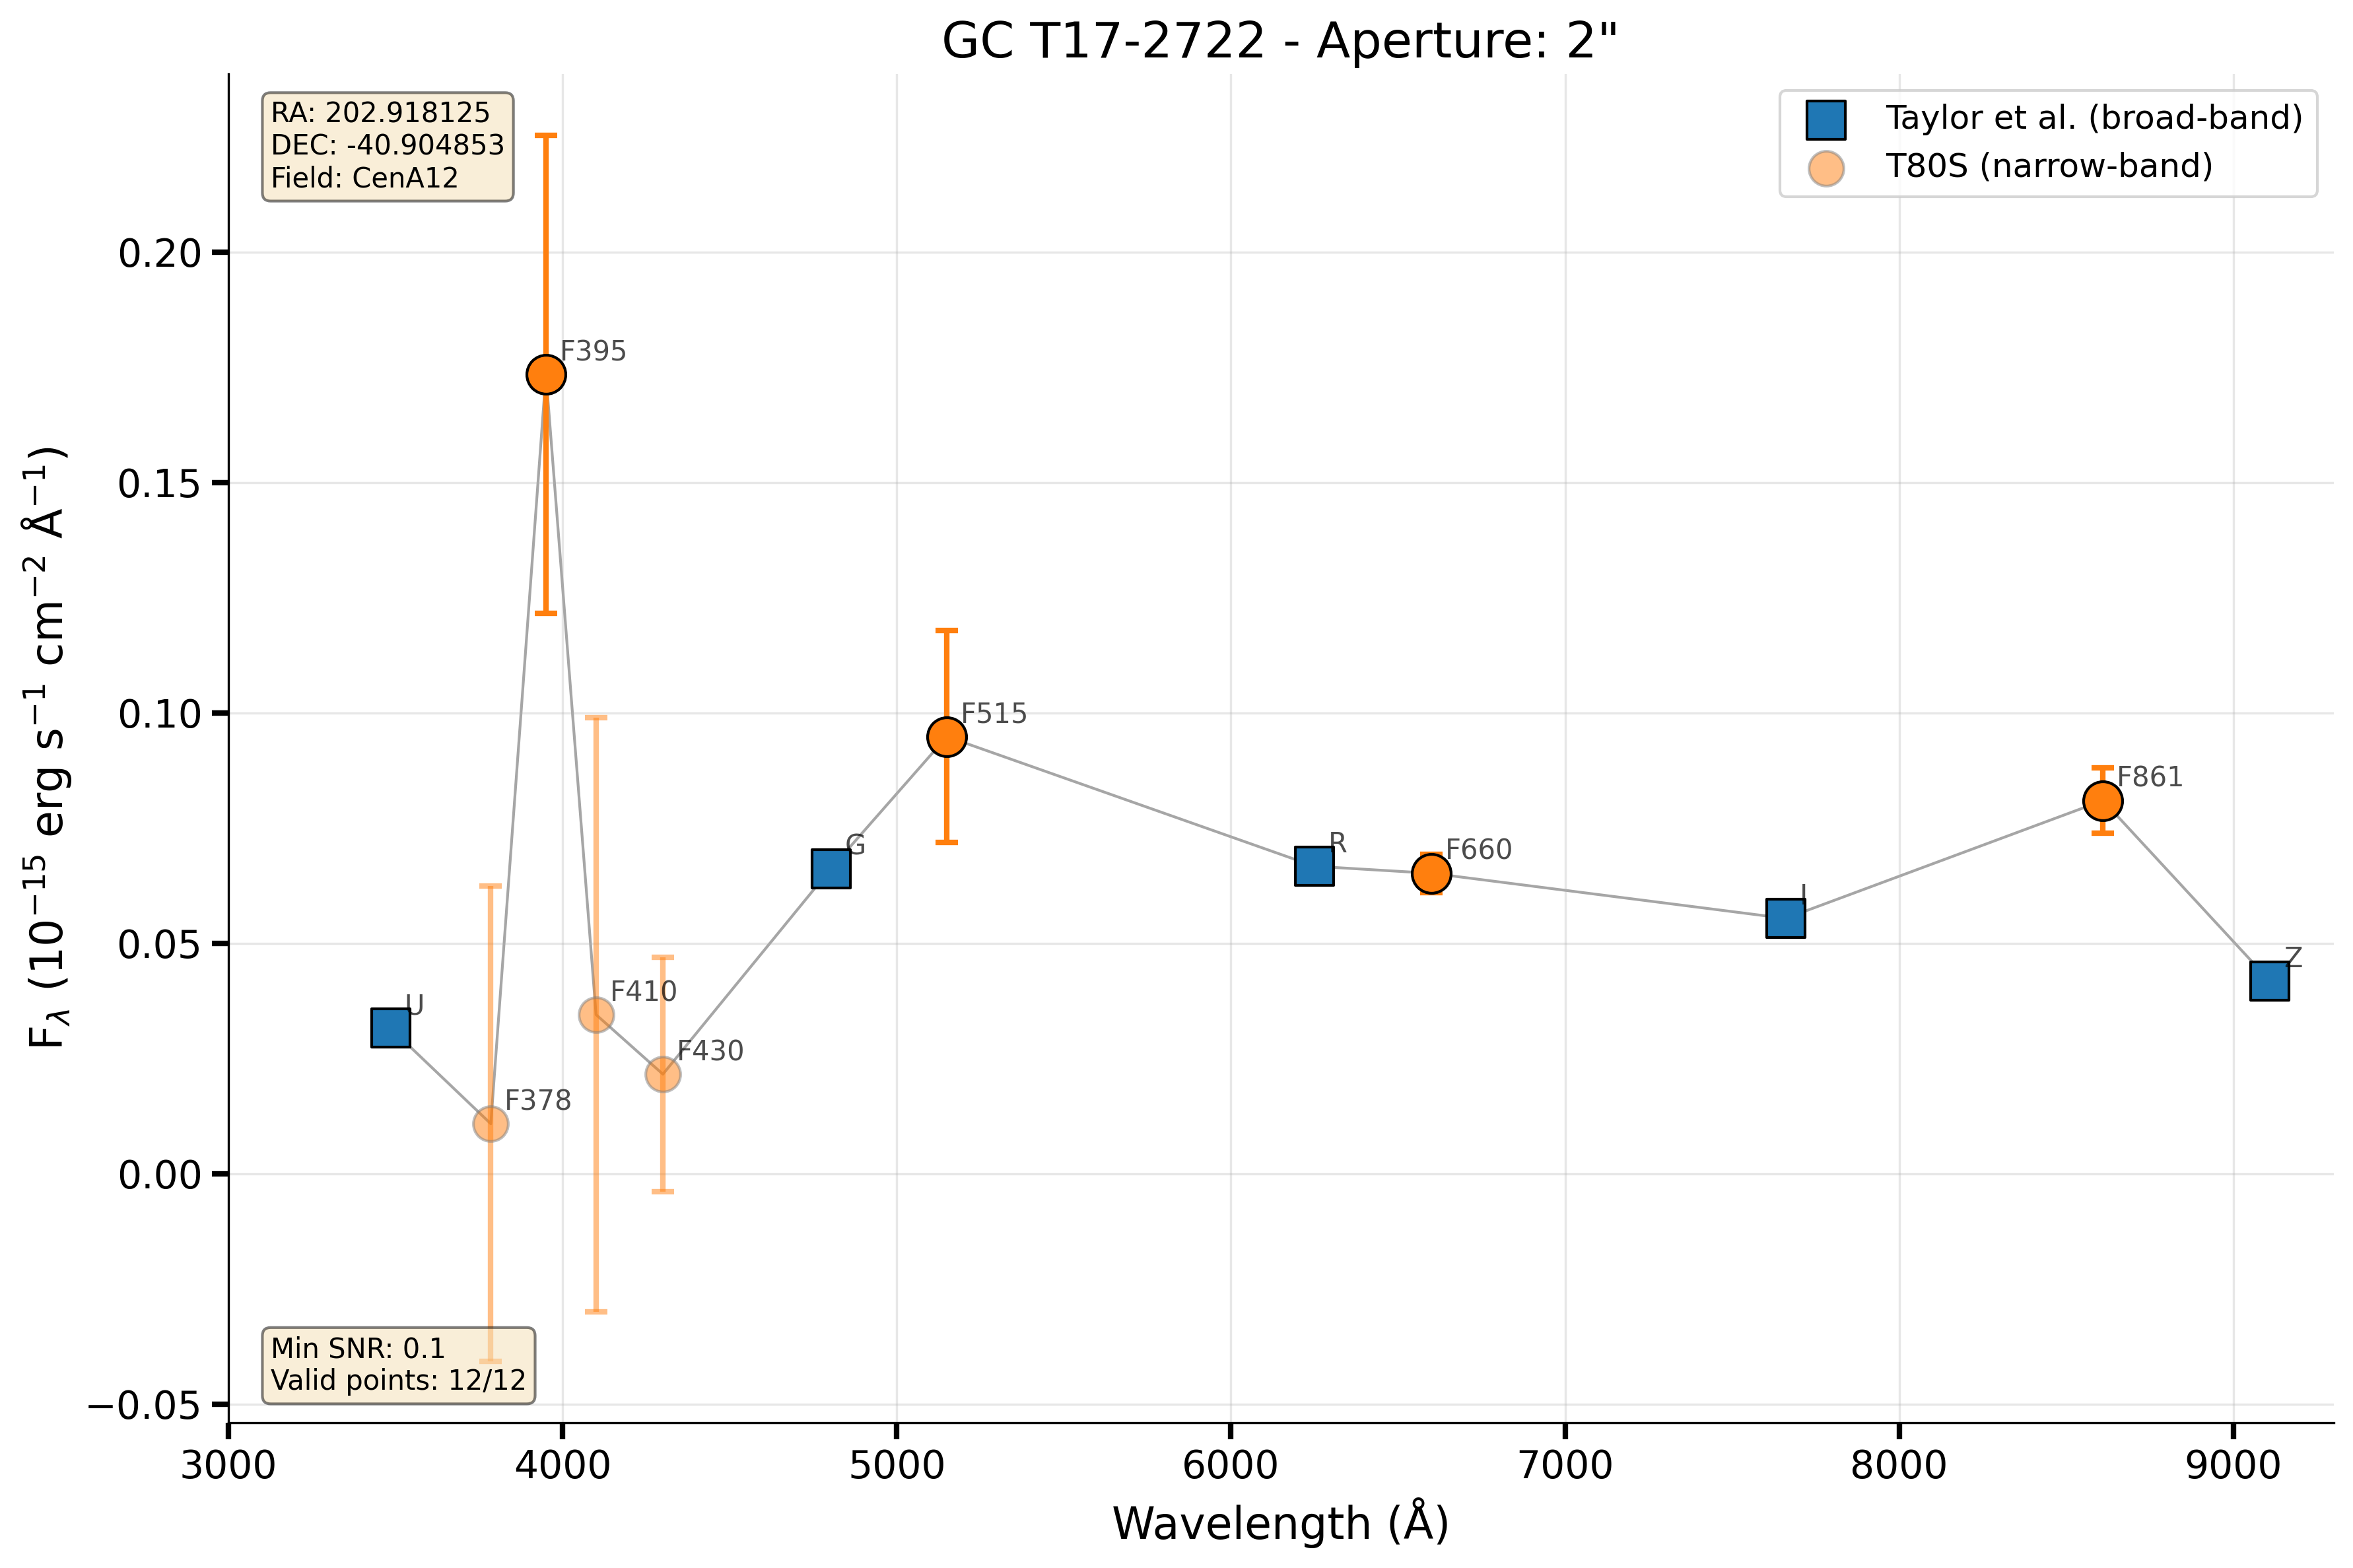 GC T17-2722 - Aperture: 2"
RA: 202.918125
DEC: -40.904853
Field: CenA12
Taylor et al. (broad-band)
T80S (narrow-band)
F395
F515
F861
G
R
F660
I
Z
U
F410
F430
F378
Min SNR: 0.1
Valid points: 12/12
0.20
0.15
0.10
0.05
0.00
−0.05
3000 4000 5000 6000 7000 8000 9000
Wavelength (Å)
F_λ (10⁻¹⁵ erg s⁻¹ cm⁻² Å⁻¹)